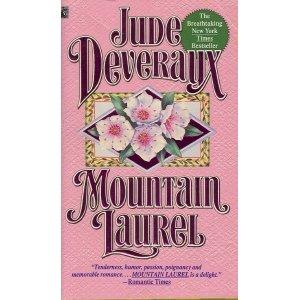 Jude
Deveraux
The
Breathtaking
New York
Times
Bestseller
Mountain
Laurel
"Tenderness, humor, passion, poignancy and
memorable romance.... MOUNTAIN LAUREL is a delight."
—Romantic Times